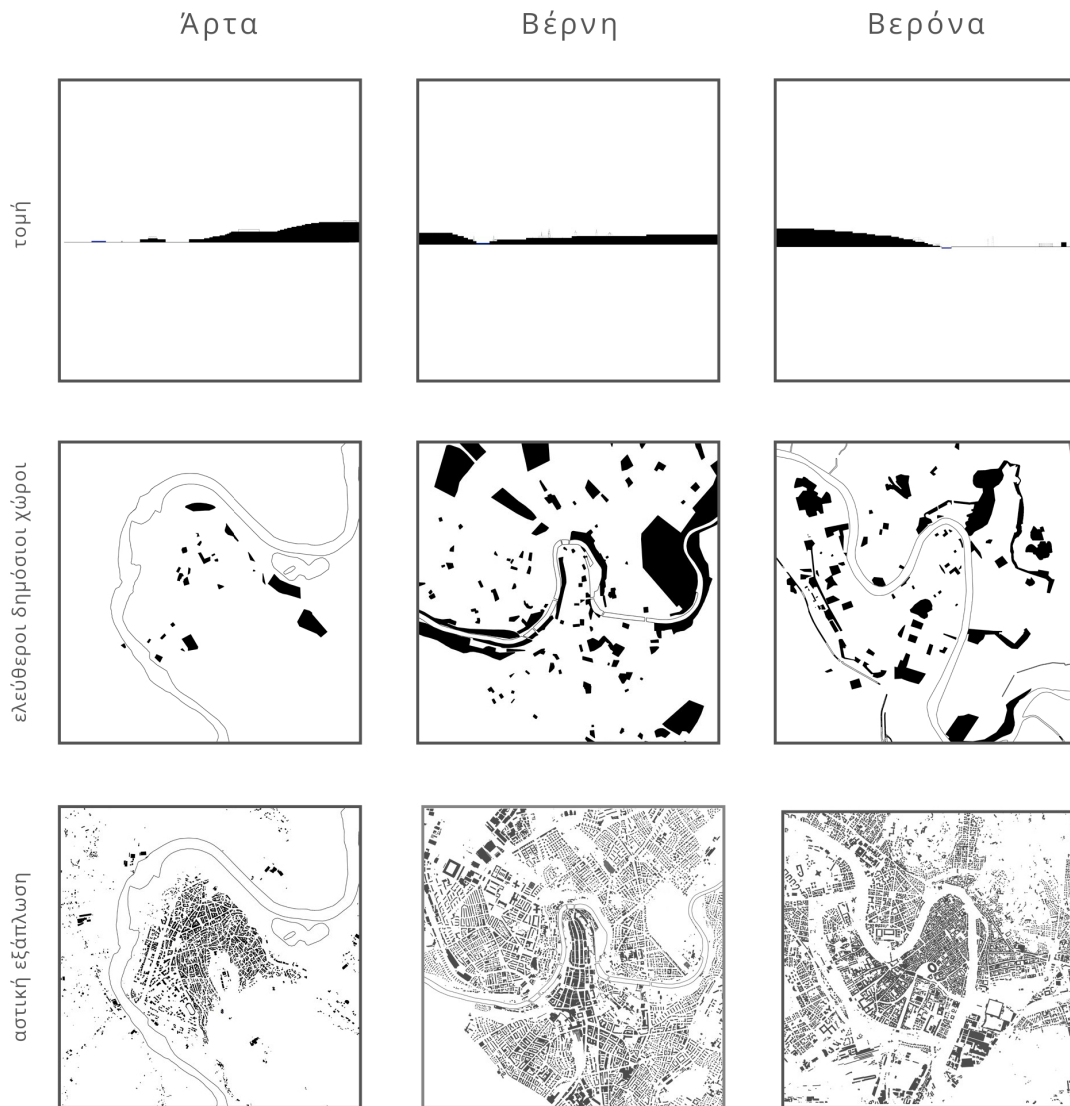 Άρτα
Βέρνη
Βερόνα
τομή
ελεύθεροι δημόσιοι χώροι
αστική εξάπλωση